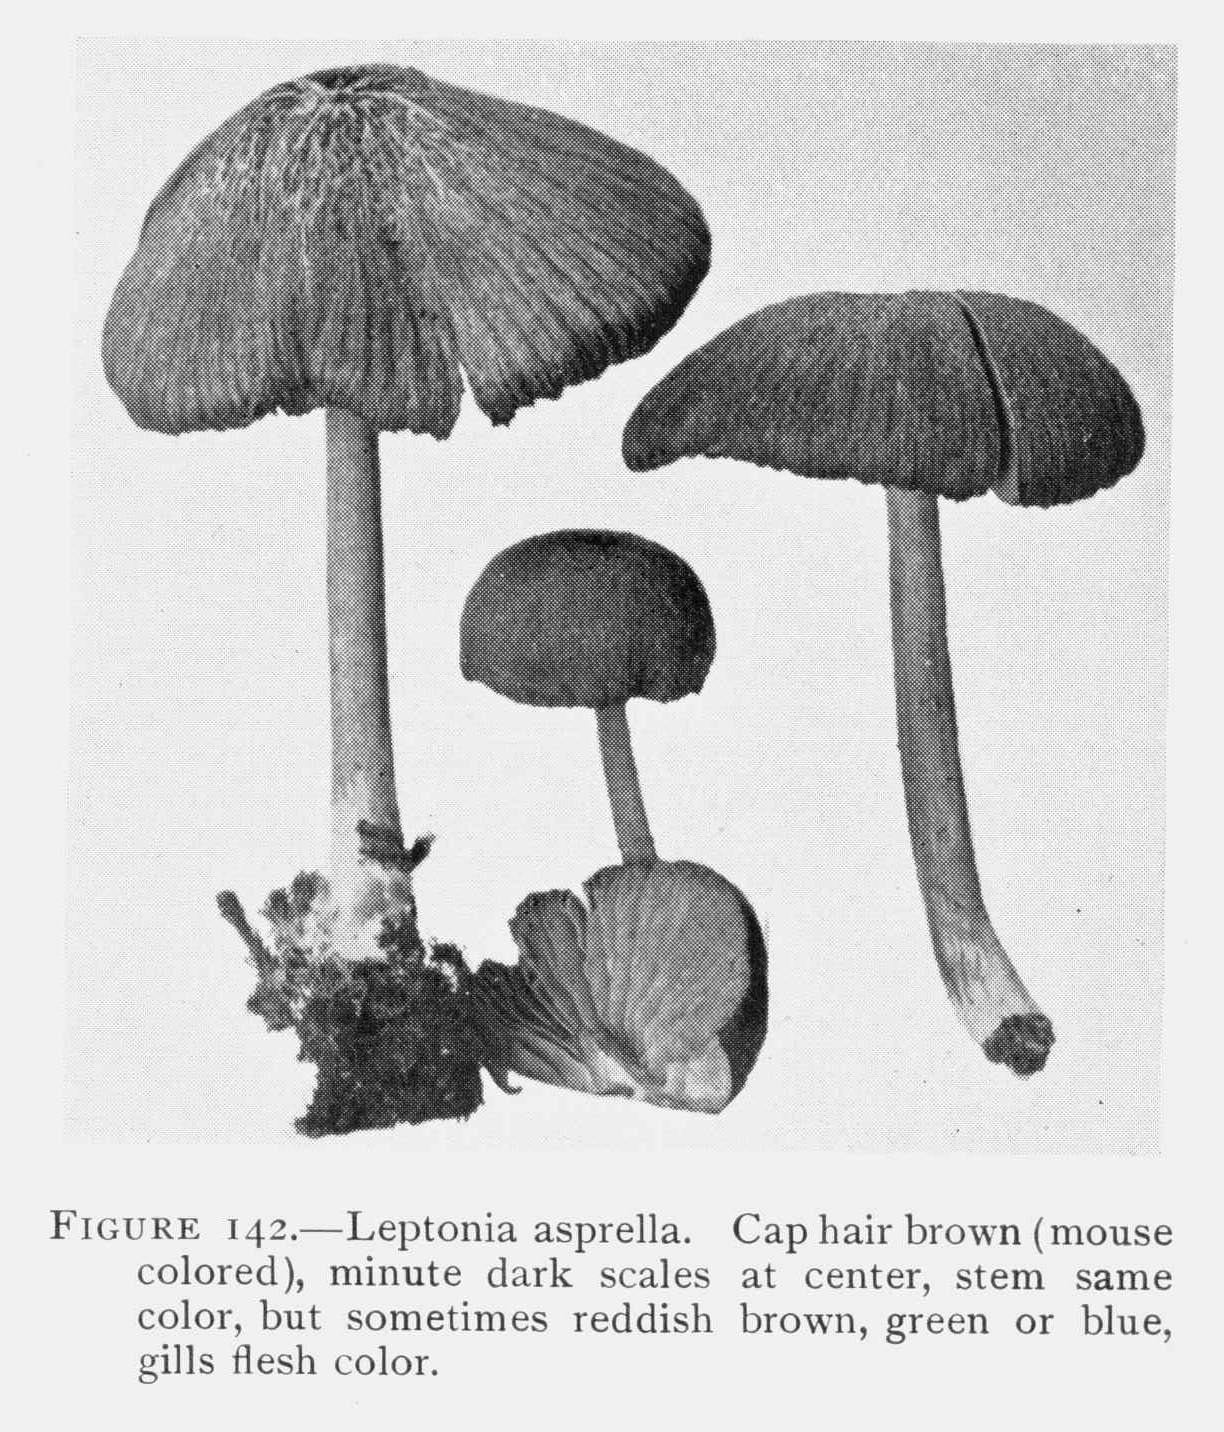 Figure 142.—Leptonia asprella. Cap hair brown (mouse
colored), minute dark scales at center, stem same
color, but sometimes reddish brown, green or blue,
gills flesh color.